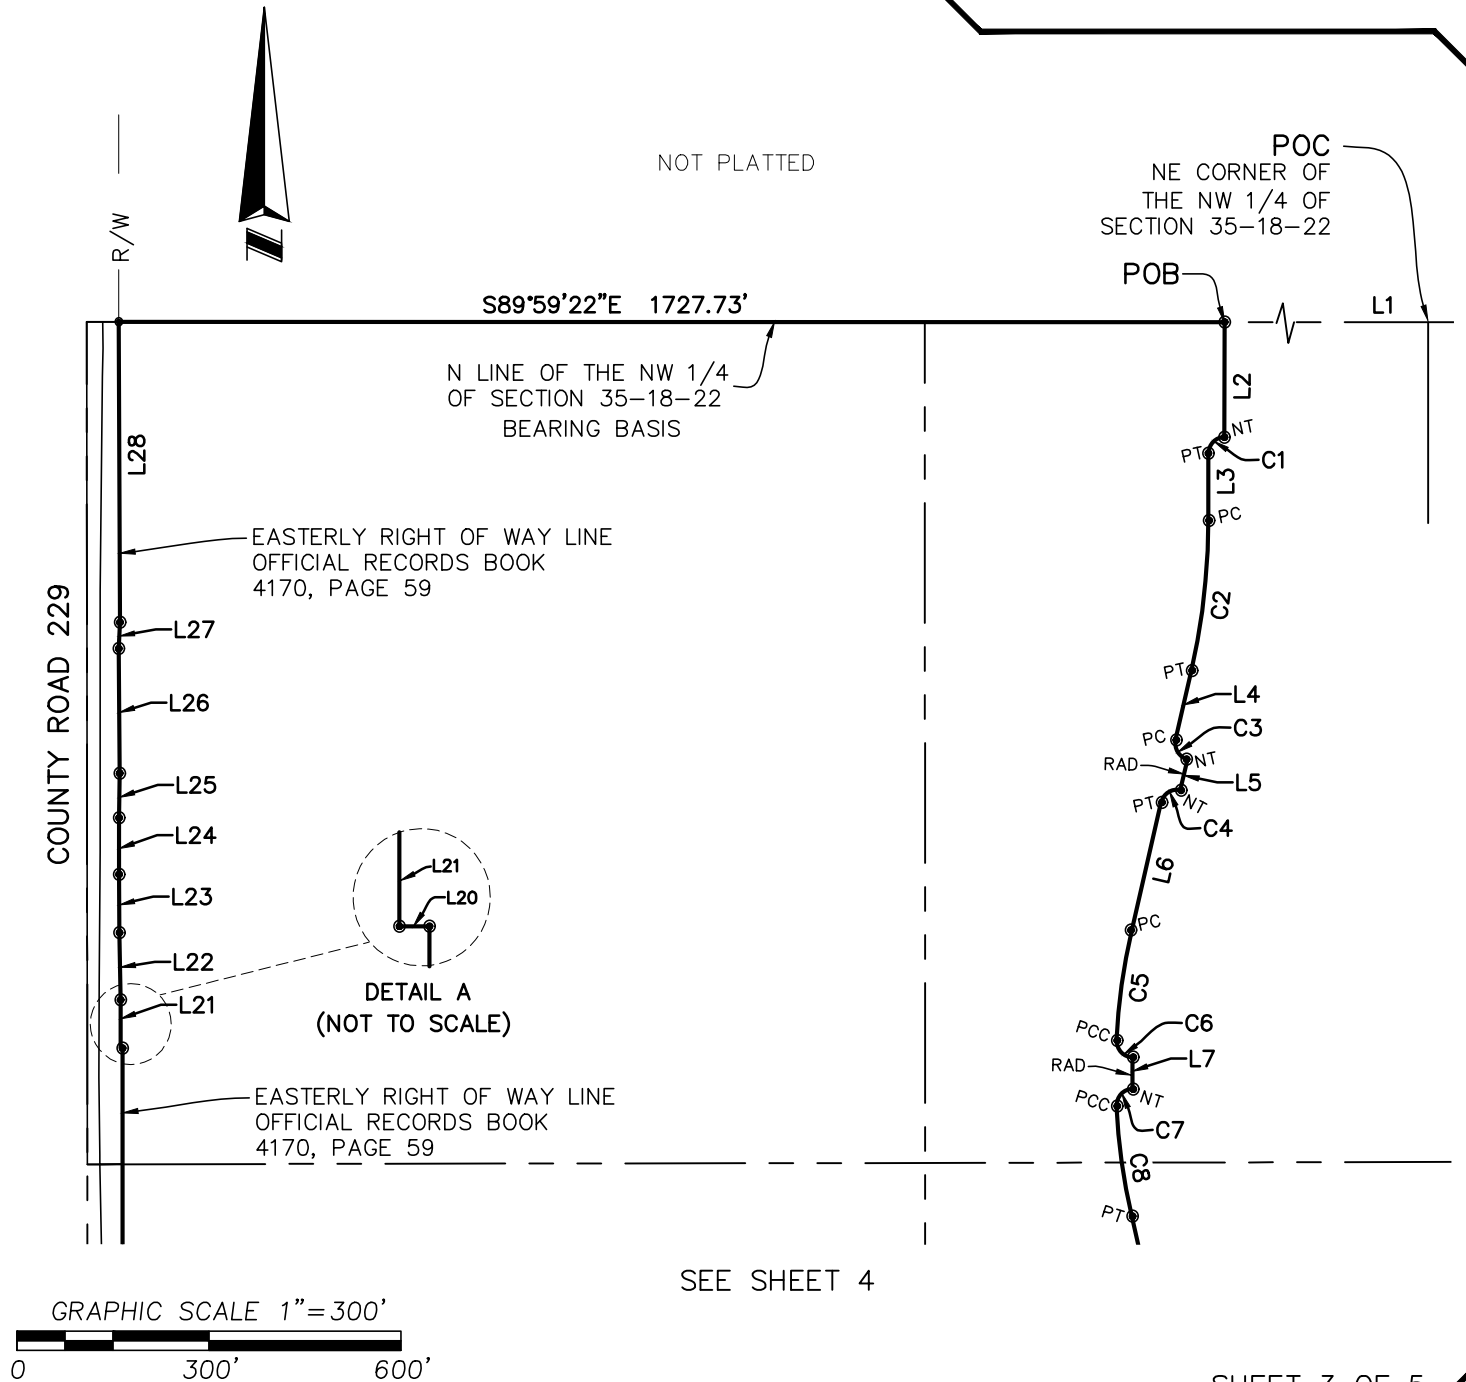 NOT PLATTED
POC
NE CORNER OF
THE NW 1/4 OF
SECTION 35-18-22
R/W
POB
S89°59'22"E 1727.73'
L1
N LINE OF THE NW 1/4
OF SECTION 35-18-22
BEARING BASIS
L2
NT
C1
PT
L3
PC
L28
EASTERLY RIGHT OF WAY LINE
OFFICIAL RECORDS BOOK
4170, PAGE 59
COUNTY ROAD 229
C2
L27
PT
L26
L4
PC
C3
RAD
NT
L5
L25
PT
NT
C4
L24
L21
L20
L6
L23
PC
L22
DETAIL A
(NOT TO SCALE)
L21
C5
PCC
C6
RAD
L7
EASTERLY RIGHT OF WAY LINE
OFFICIAL RECORDS BOOK
4170, PAGE 59
PCC
NT
C7
C8
PT
SEE SHEET 4
GRAPHIC SCALE 1"=300'
0 300' 600'
SHEET 3 OF 5